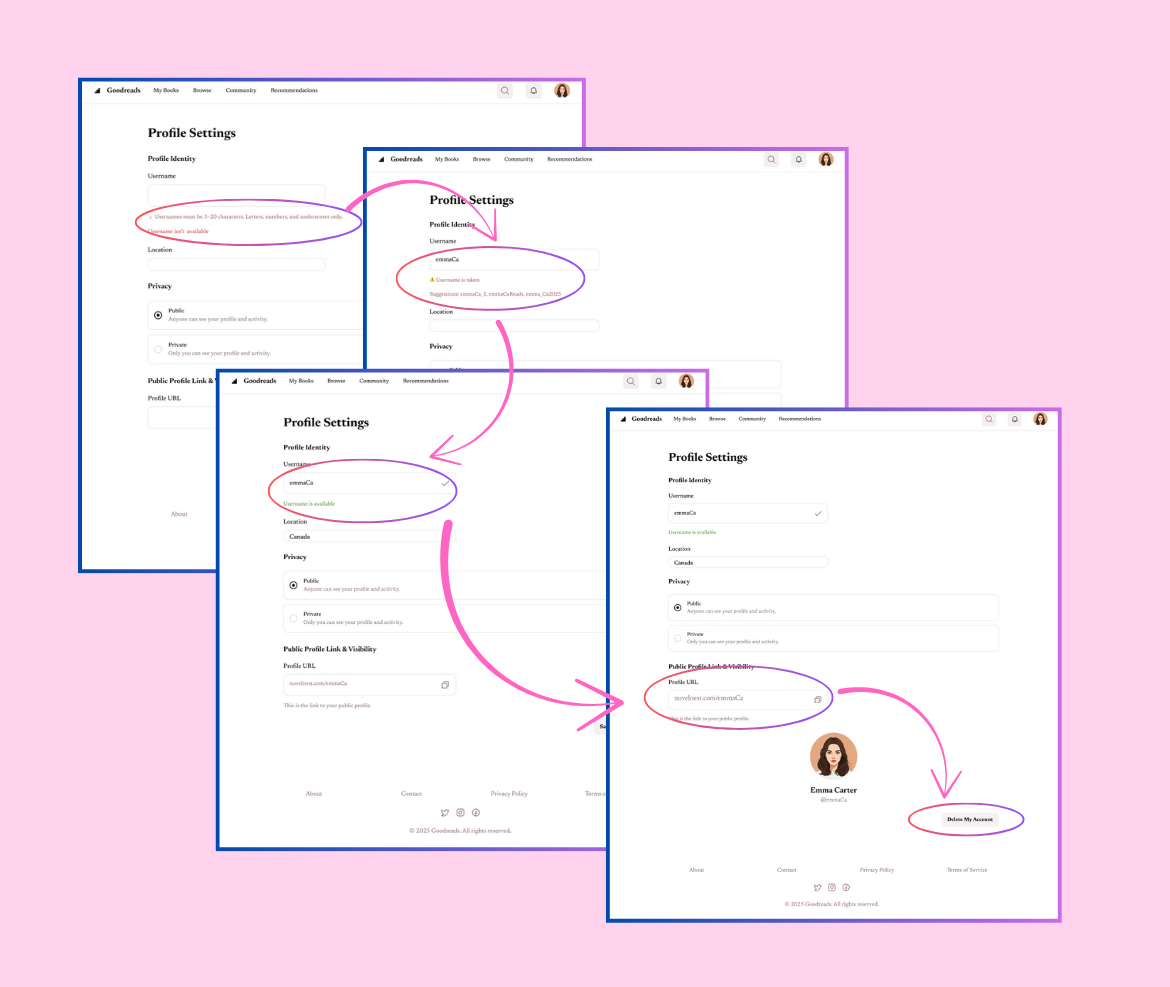 Goodreads My Books Browse Community Recommendations
Profile Settings
Profile Identity
Username
Usernames must be 3-20 characters. Letters, numbers, and underscores only.
Username isn't available
Location
Privacy
Public
Anyone can see your profile and activity.
Private
Only you can see your profile and activity.
Public Profile Link &
Profile URL
About
Goodreads My Books Browse Community Recommendations
Profile Settings
Profile Identity
Username
emmaCa
Username is taken
Suggestions: emmaCa_1, emmaCaReads, emma_Ca2025
Location
Privacy
Goodreads My Books Browse Community Recommendations
Profile Settings
Profile Identity
Username
emmaCa
Username is available
Location
Canada
Privacy
Public
Anyone can see your profile and activity.
Private
Only you can see your profile and activity.
Public Profile Link & Visibility
Profile URL
novelnest.com/emmaCa
This is the link to your public profile.
About Contact Privacy Policy Terms
© 2025 Goodreads. All rights reserved.
Goodreads My Books Browse Community Recommendations
Profile Settings
Profile Identity
Username
emmaCa
Username is available
Location
Canada
Privacy
Public
Anyone can see your profile and activity.
Private
Only you can see your profile and activity.
Public Profile Link & Visibility
Profile URL
novelnest.com/emmaCa
This is the link to your public profile.
Emma Carter
@emmaCa
Delete My Account
About Contact Privacy Policy Terms of Service
© 2025 Goodreads. All rights reserved.